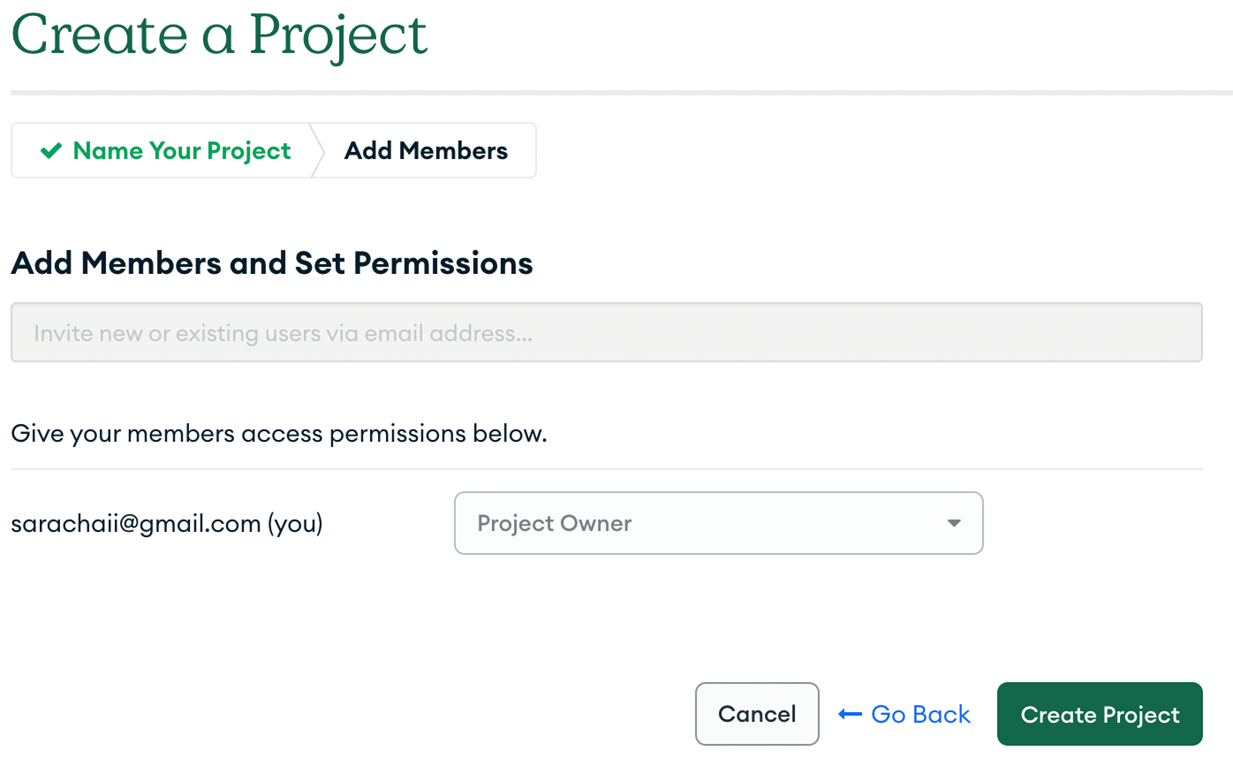 Create a Project
Name Your Project
Add Members
Add Members and Set Permissions
Invite new or existing users via email address...
Give your members access permissions below.
sarachaii@gmail.com (you)
Project Owner
Cancel
Go Back
Create Project